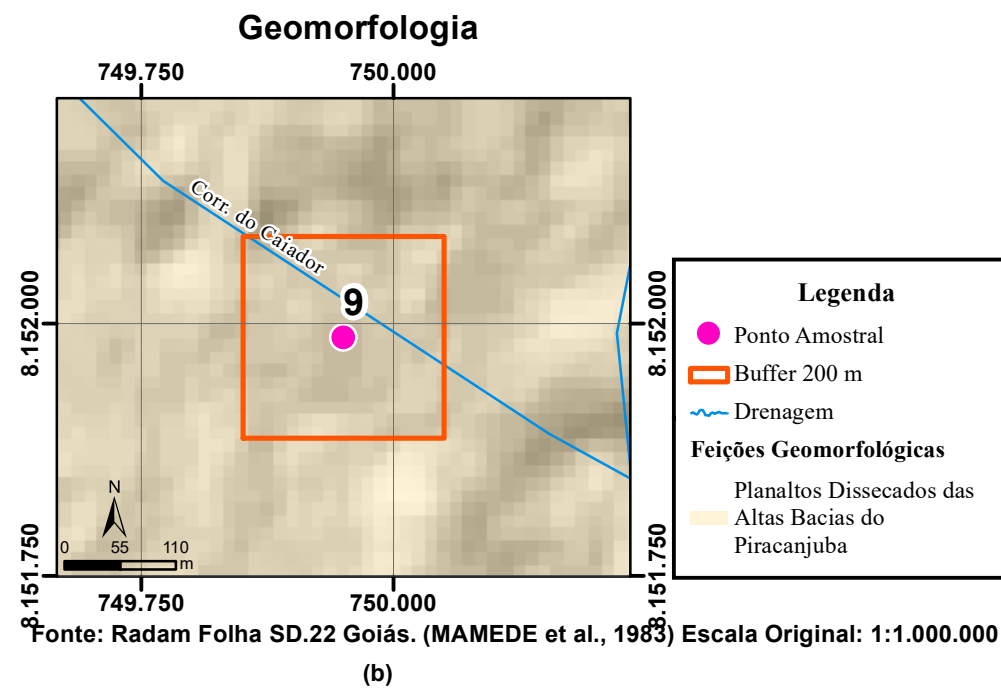 Geomorfologia
749.750 750.000
Corr. do Caiador
9
8.152.000 8.152.000
8.151.750 8.151.750
N
0 55 110
m
749.750 750.000
Legenda
Ponto Amostral
Buffer 200 m
Drenagem
Feições Geomorfológicas
Planaltos Dissecados das
Altas Bacias do
Piracanjuba
Fonte: Radam Folha SD.22 Goiás. (MAMEDE et al., 1983) Escala Original: 1:1.000.000
(b)